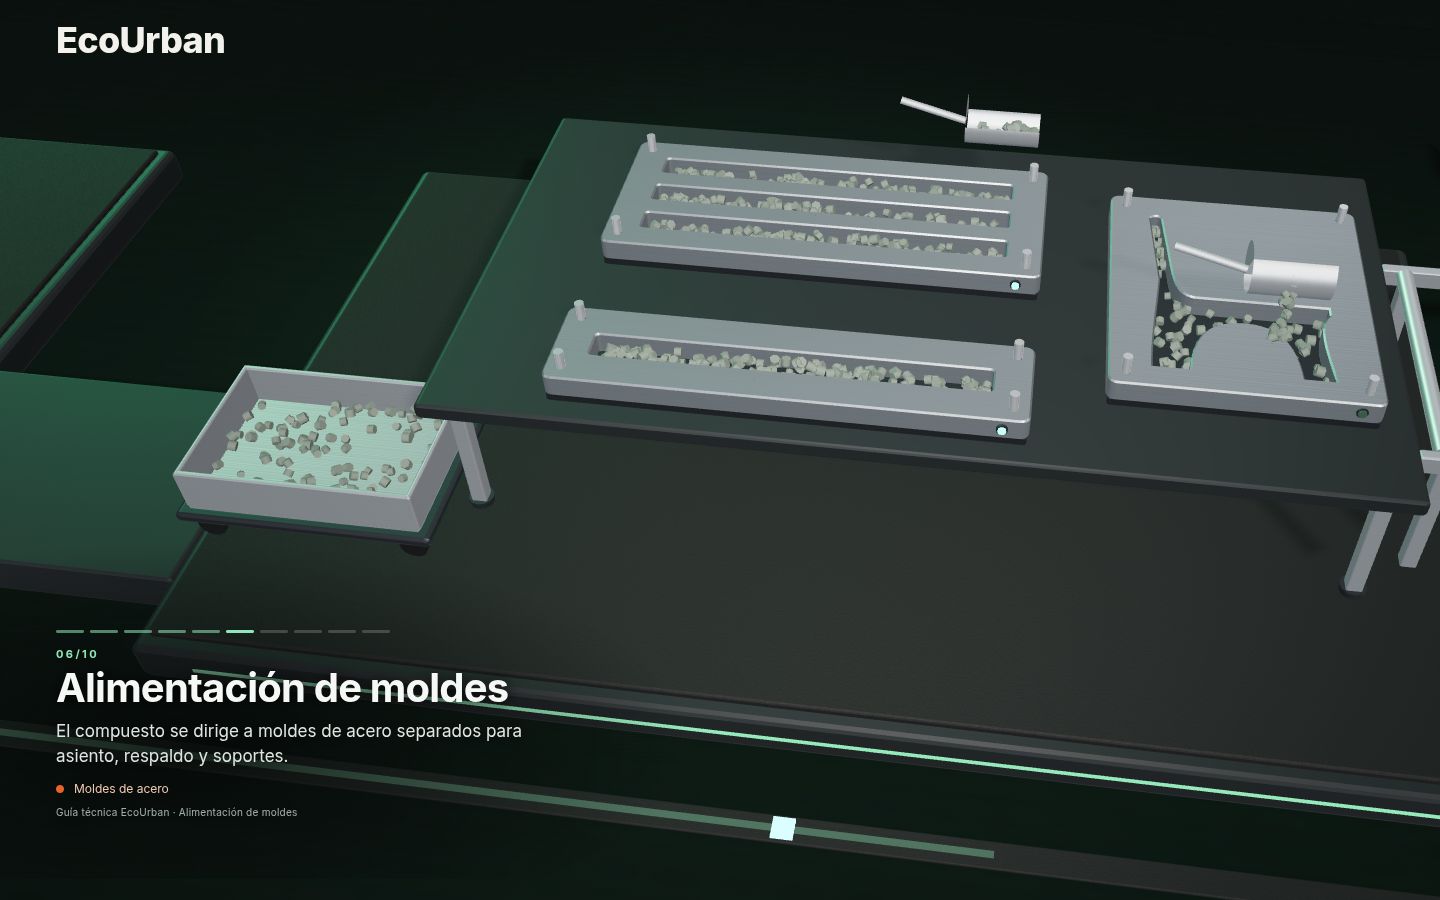 EcoUrban
06/10
Alimentación de moldes
El compuesto se dirige a moldes de acero separados para
asiento, respaldo y soportes.
Moldes de acero
Guía técnica EcoUrban · Alimentación de moldes